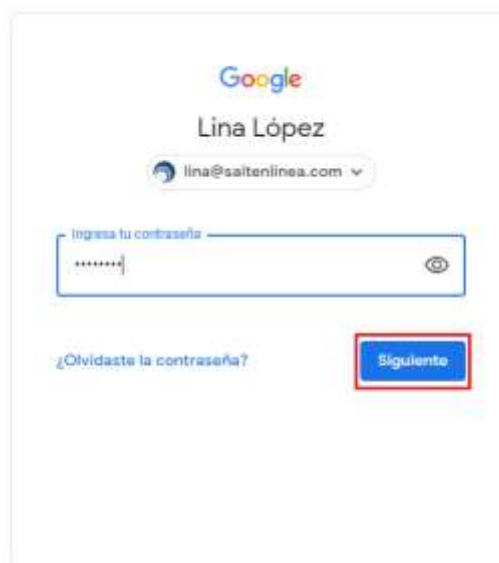 Google
Lina López
lina@saltenlinea.com
Ingresa tu contraseña
¿Olvidaste la contraseña?
Siguiente